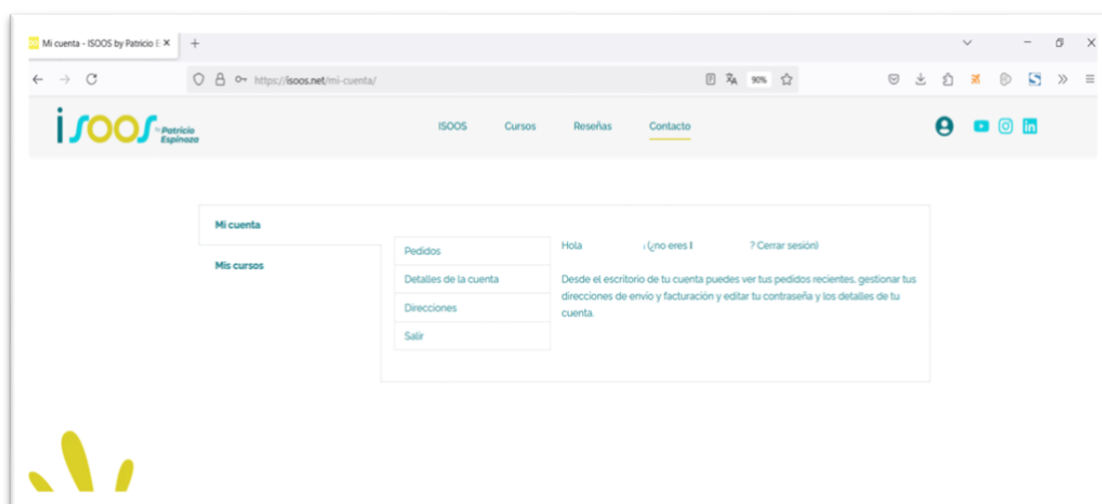 Mi cuenta - ISOOS by Patricio E
https://isoos.net/mi-cuenta/
90%
isoos by Patricio
Espinoza
ISOOS Cursos Reseñas Contacto
in
Mi cuenta
Mis cursos
Pedidos
Detalles de la cuenta
Direcciones
Salir
Hola (¿no eres ? Cerrar sesión)
Desde el escritorio de tu cuenta puedes ver tus pedidos recientes, gestionar tus
direcciones de envío y facturación y editar tu contraseña y los detalles de tu
cuenta.